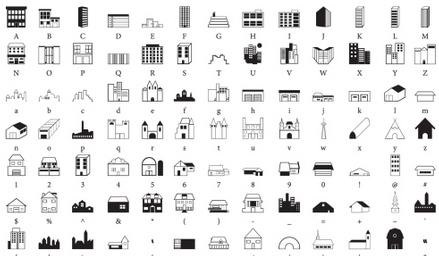 A B C D E F G H I J K L M
N O P Q R S T U V W X Y Z
a b c d e f g h i j k l m
n o p q r s t u v w x y z
1 2 3 4 5 6 7 8 9 0 ! @ #
$ % ^ & * ( ) - _ = + ~